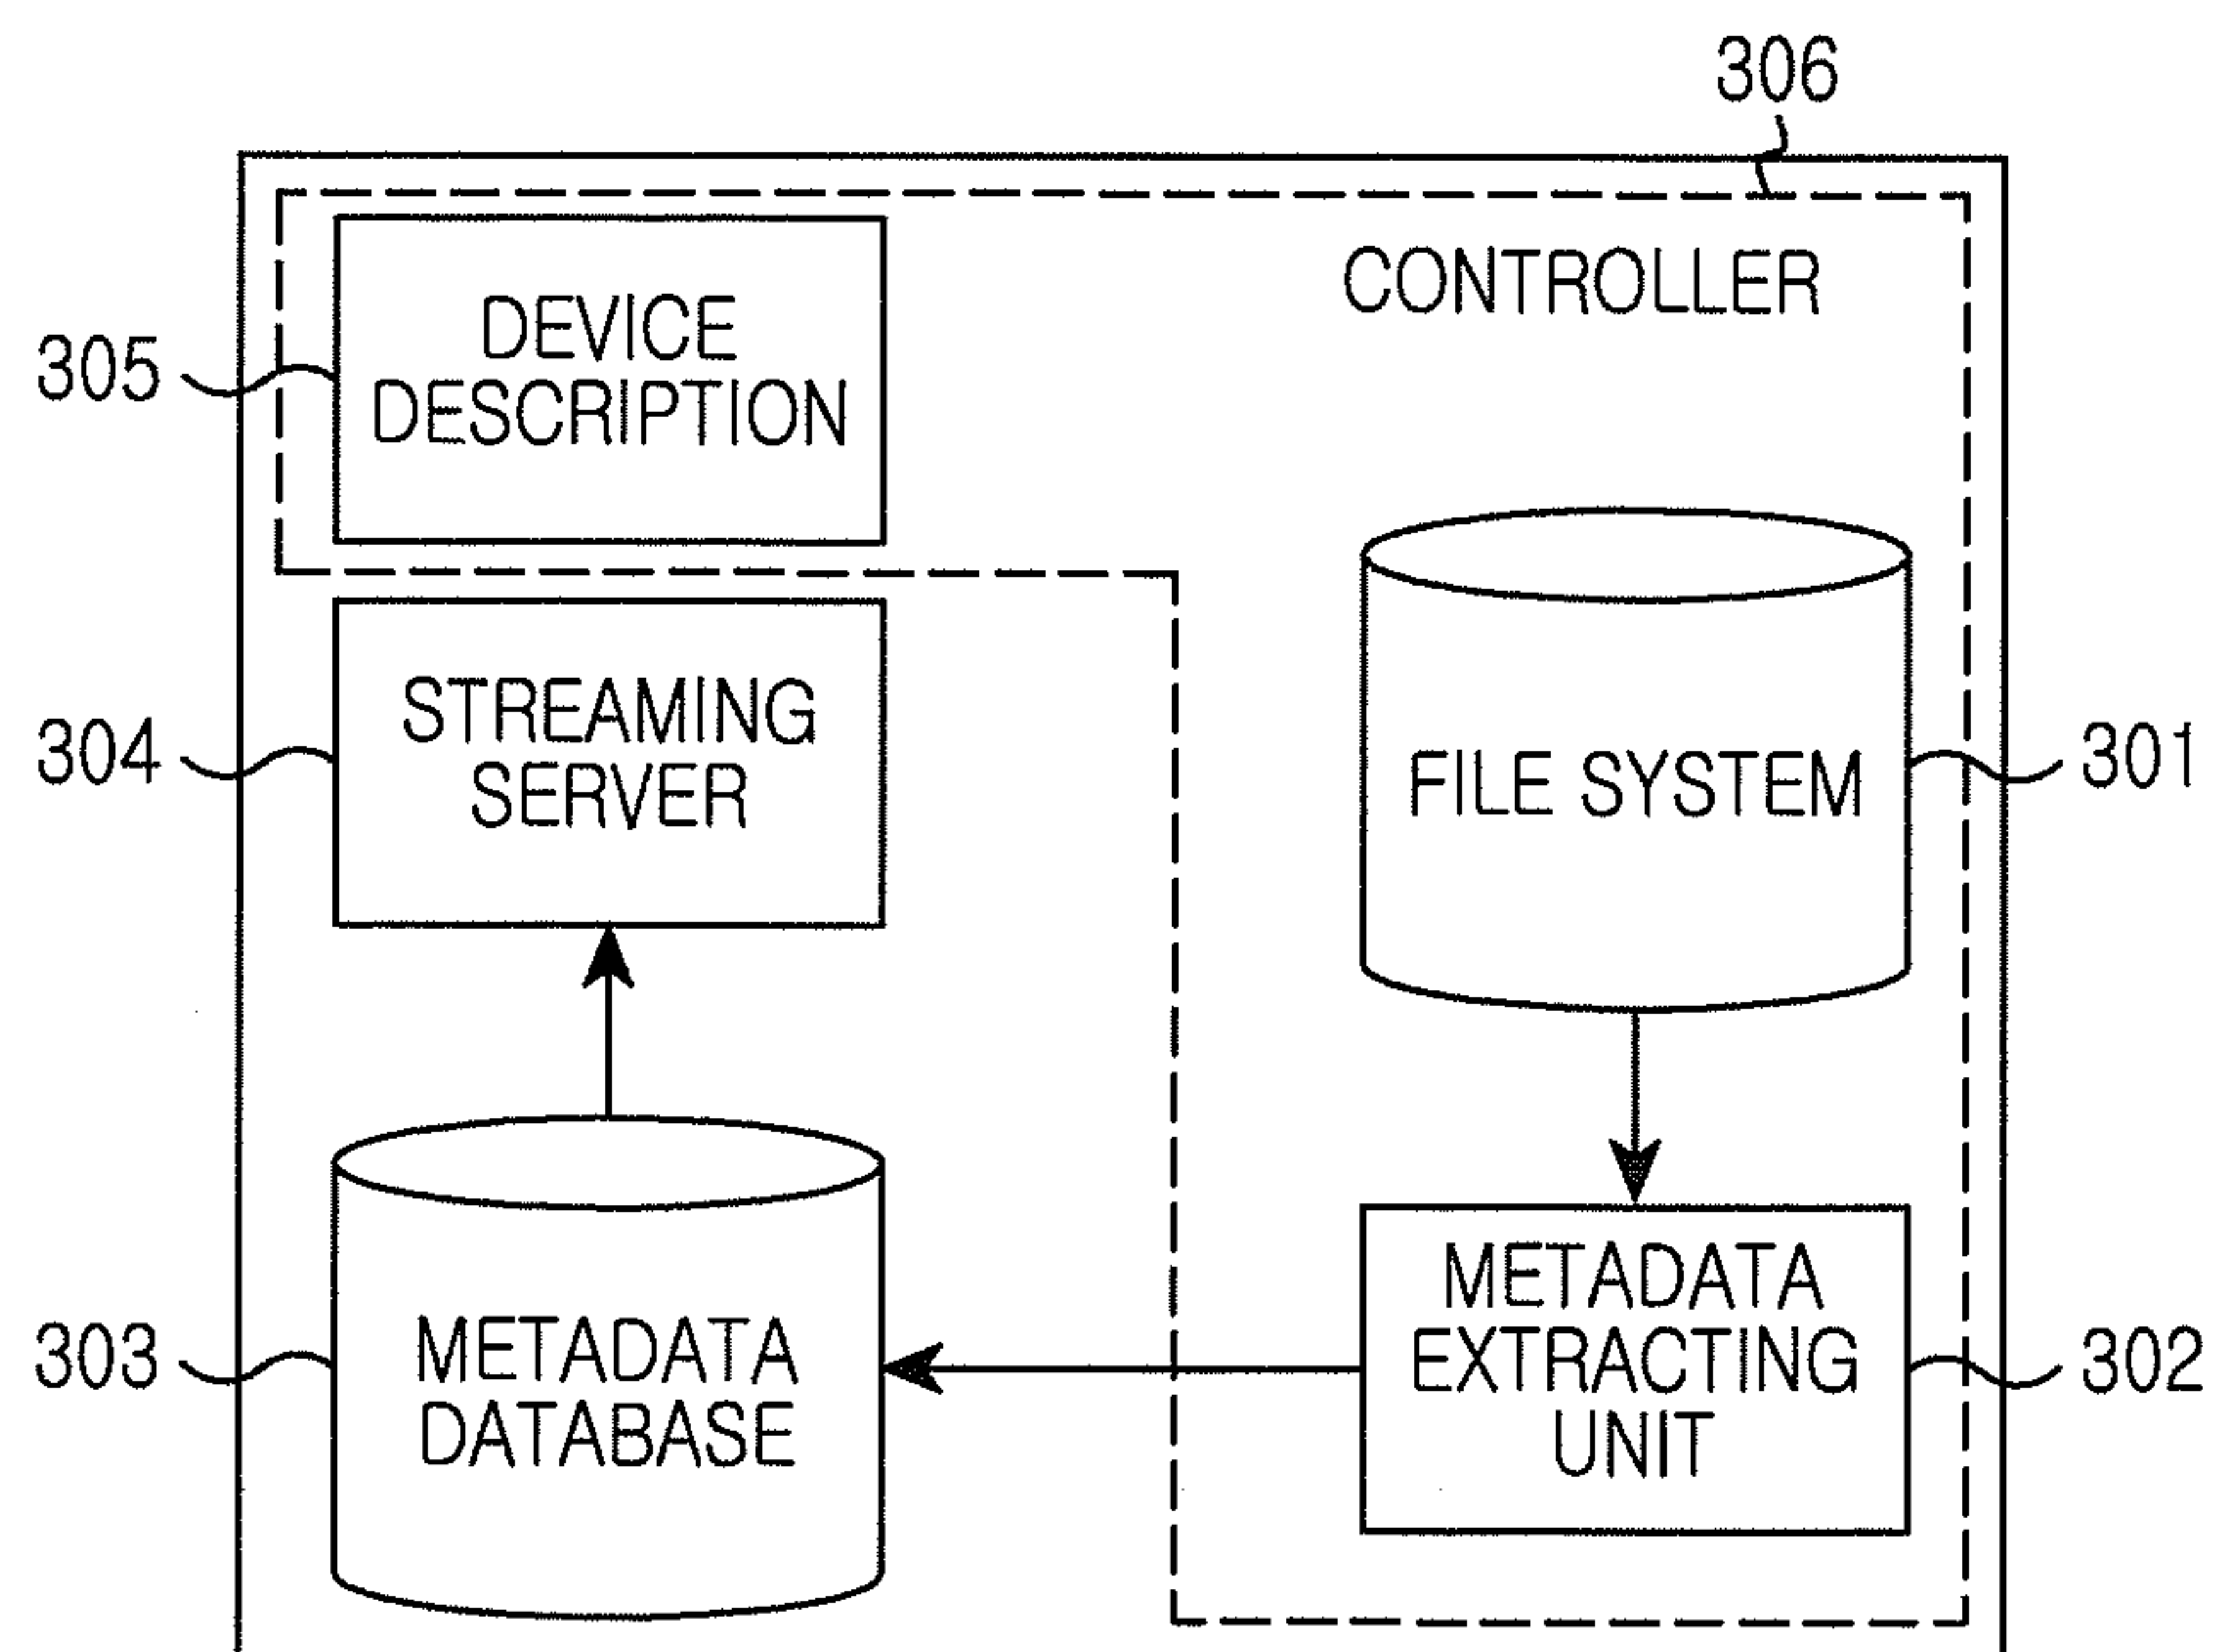 306
CONTROLLER
305
DEVICE
DESCRIPTION
304
STREAMING
SERVER
FILE SYSTEM
301
303
METADATA
DATABASE
METADATA
EXTRACTING
UNIT
302